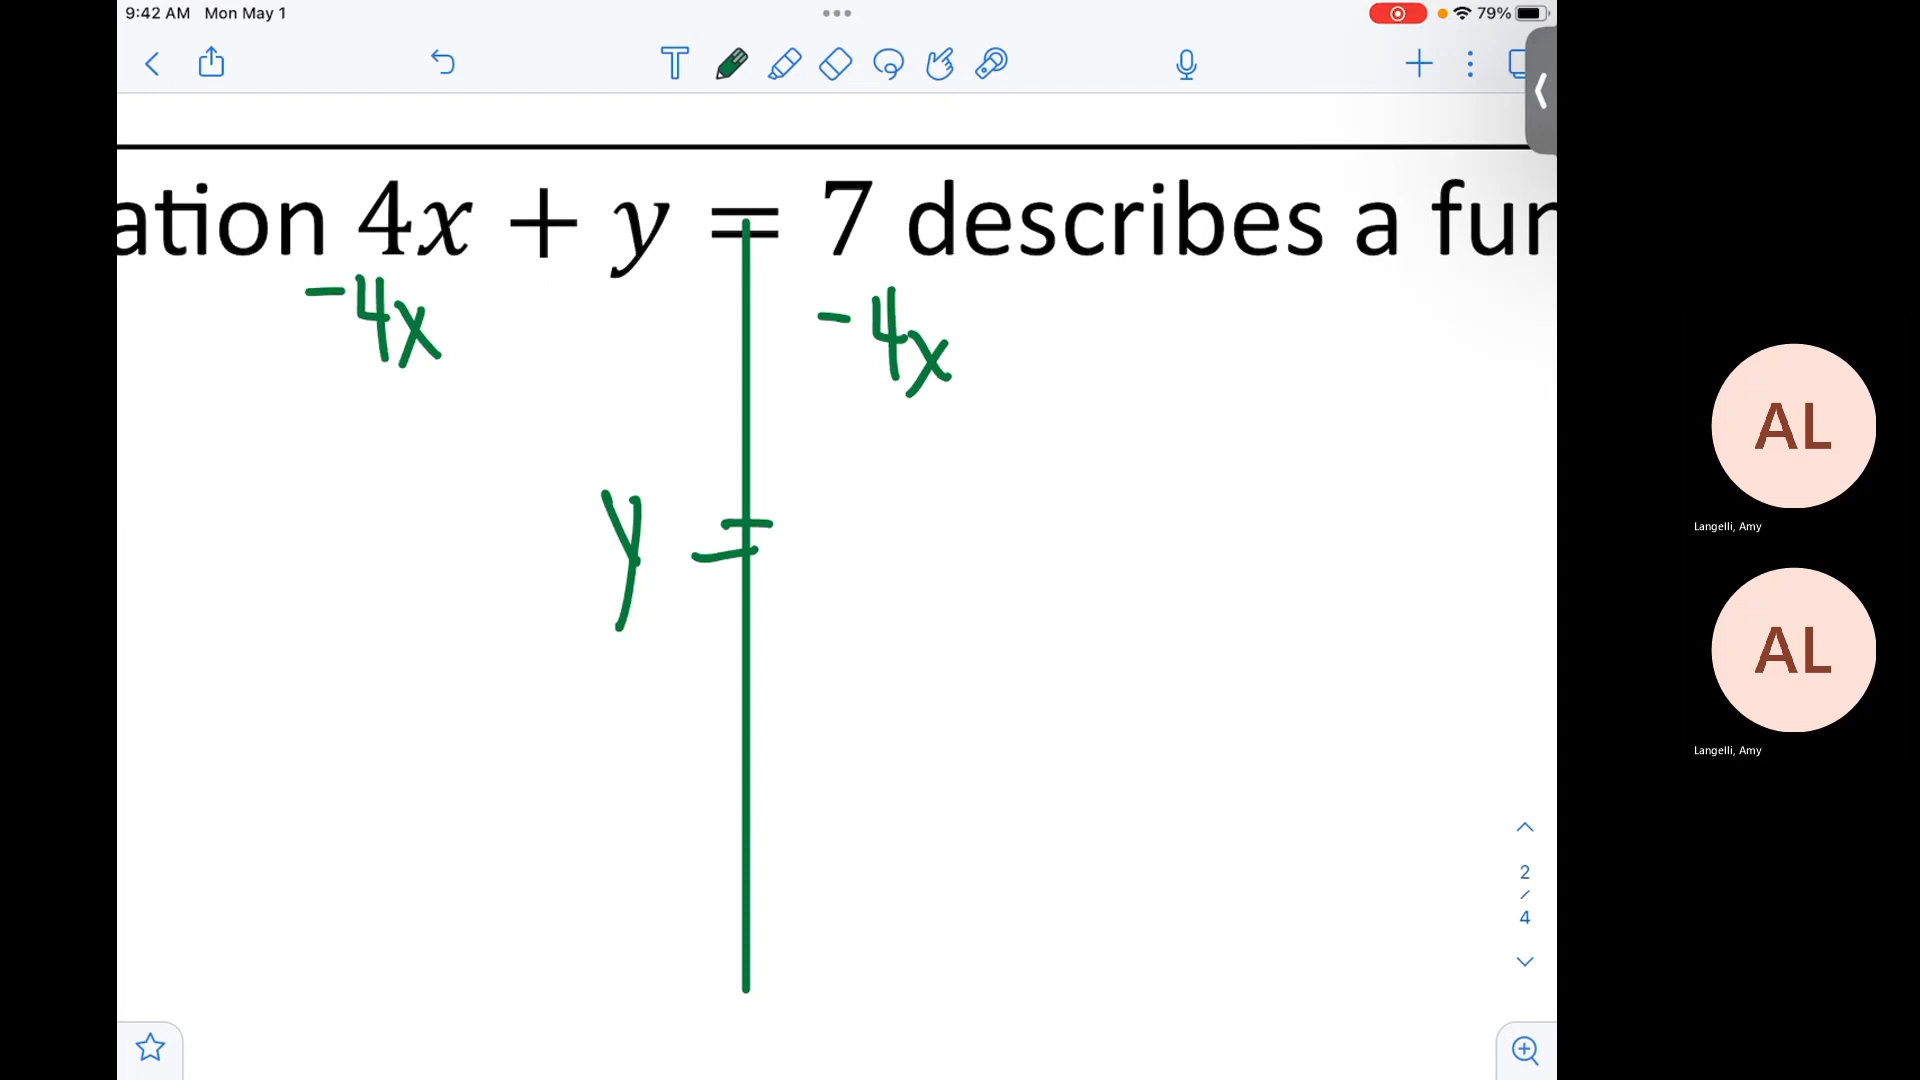 9:42 AM Mon May 1
79%
T
ation 4x + y = 7 describes a fun
-4x -4x
y =
2
/
4
AL
Langelli, Amy
AL
Langelli, Amy